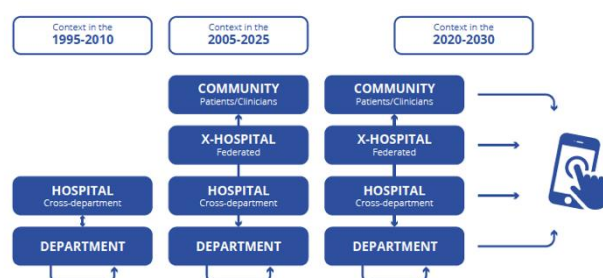 Context in the
1995-2010
Context in the
2005-2025
Context in the
2020-2030
COMMUNITY
Patients/Clinicians
COMMUNITY
Patients/Clinicians
X-HOSPITAL
Federated
X-HOSPITAL
Federated
HOSPITAL
Cross-department
HOSPITAL
Cross-department
HOSPITAL
Cross-department
DEPARTMENT
DEPARTMENT
DEPARTMENT